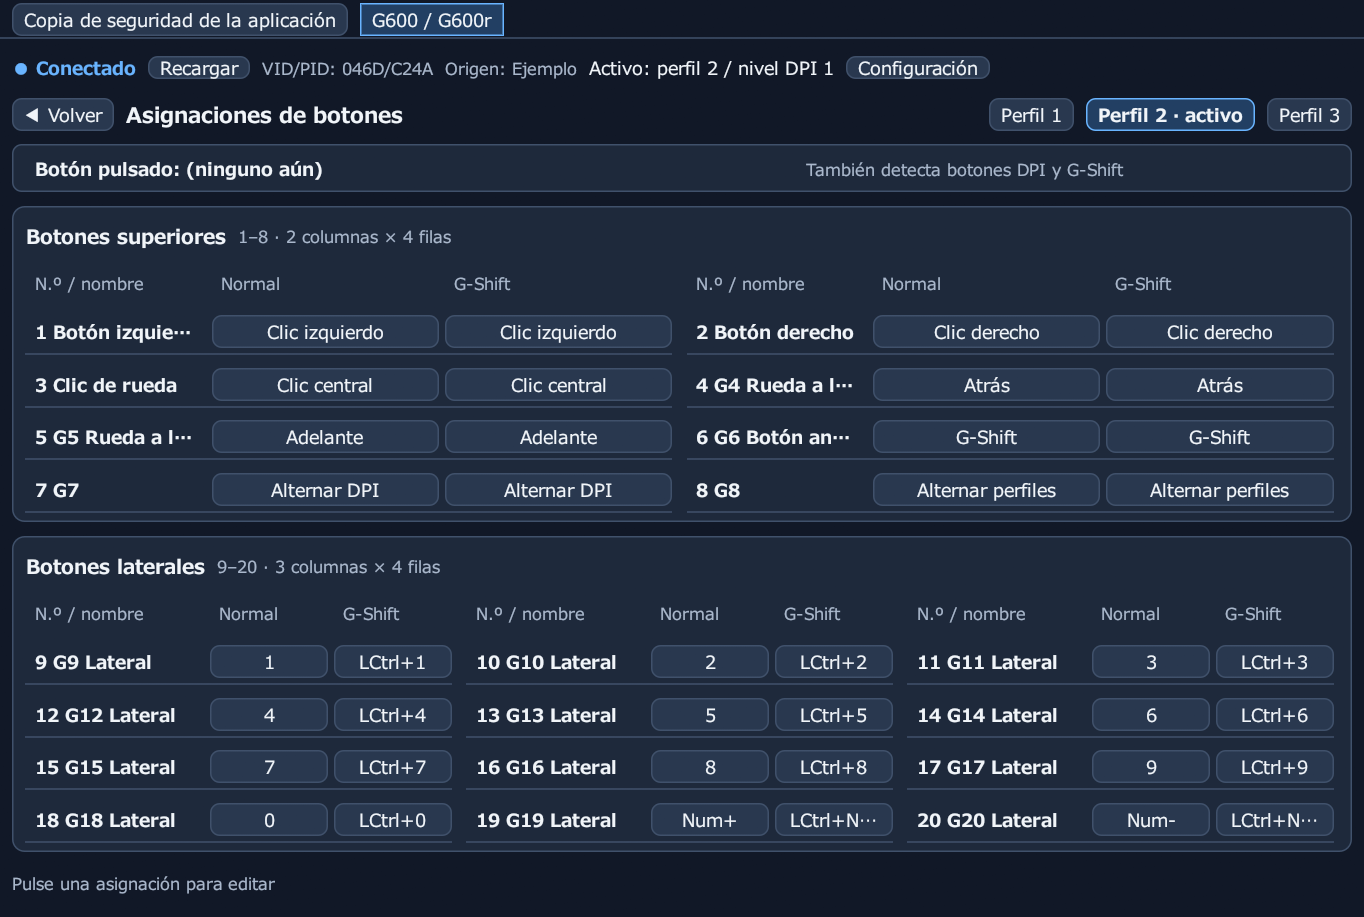 Copia de seguridad de la aplicación G600 / G600r
Conectado Recargar VID/PID: 046D/C24A Origen: Ejemplo Activo: perfil 2 / nivel DPI 1 Configuración
◀ Volver Asignaciones de botones Perfil 1 Perfil 2 · activo Perfil 3
Botón pulsado: (ninguno aún) También detecta botones DPI y G-Shift
Botones superiores 1–8 · 2 columnas × 4 filas
N.º / nombre Normal G-Shift N.º / nombre Normal G-Shift
1 Botón izquie··· Clic izquierdo Clic izquierdo 2 Botón derecho Clic derecho Clic derecho
3 Clic de rueda Clic central Clic central 4 G4 Rueda a l··· Atrás Atrás
5 G5 Rueda a l··· Adelante Adelante 6 G6 Botón an··· G-Shift G-Shift
7 G7 Alternar DPI Alternar DPI 8 G8 Alternar perfiles Alternar perfiles
Botones laterales 9–20 · 3 columnas × 4 filas
N.º / nombre Normal G-Shift N.º / nombre Normal G-Shift N.º / nombre Normal G-Shift
9 G9 Lateral 1 LCtrl+1 10 G10 Lateral 2 LCtrl+2 11 G11 Lateral 3 LCtrl+3
12 G12 Lateral 4 LCtrl+4 13 G13 Lateral 5 LCtrl+5 14 G14 Lateral 6 LCtrl+6
15 G15 Lateral 7 LCtrl+7 16 G16 Lateral 8 LCtrl+8 17 G17 Lateral 9 LCtrl+9
18 G18 Lateral 0 LCtrl+0 19 G19 Lateral Num+ LCtrl+N··· 20 G20 Lateral Num- LCtrl+N···
Pulse una asignación para editar